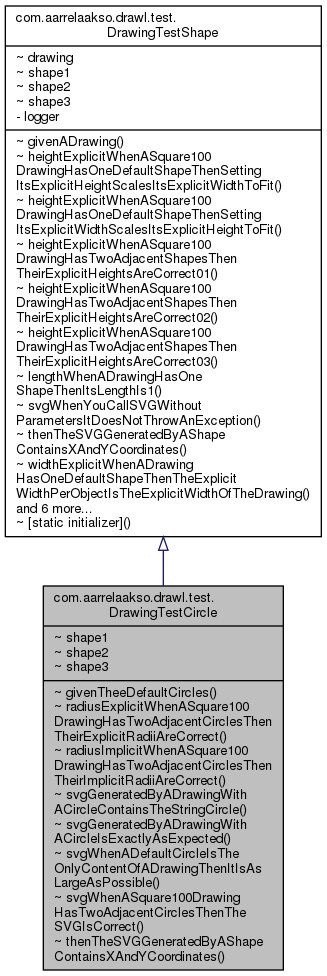 com.aarrelaakso.drawl.test.
DrawingTestShape
~ drawing
~ shape1
~ shape2
~ shape3
- logger
~ givenADrawing()
~ heightExplicitWhenASquare100
DrawingHasOneDefaultShapeThenSetting
ItsExplicitHeightScalesItsExplicitWidthToFit()
~ heightExplicitWhenASquare100
DrawingHasOneDefaultShapeThenSetting
ItsExplicitWidthScalesItsExplicitHeightToFit()
~ heightExplicitWhenASquare100
DrawingHasTwoAdjacentShapesThen
TheirExplicitHeightsAreCorrect01()
~ heightExplicitWhenASquare100
DrawingHasTwoAdjacentShapesThen
TheirExplicitHeightsAreCorrect02()
~ heightExplicitWhenASquare100
DrawingHasTwoAdjacentShapesThen
TheirExplicitHeightsAreCorrect03()
~ lengthWhenADrawingHasOne
ShapeThenItsLengthIs1()
~ svgWhenYouCallSVGWithout
ParametersItDoesNotThrowAnException()
~ thenTheSVGGeneratedByAShape
ContainsXAndYCoordinates()
~ widthExplicitWhenADrawing
HasOneDefaultShapeThenTheExplicit
WidthPerObjectIsTheExplicitWidthOfTheDrawing()
and 6 more...
~ [static initializer]()
com.aarrelaakso.drawl.test.
DrawingTestCircle
~ shape1
~ shape2
~ shape3
~ givenTheeDefaultCircles()
~ radiusExplicitWhenASquare100
DrawingHasTwoAdjacentCirclesThen
TheirExplicitRadiiAreCorrect()
~ radiusImplicitWhenASquare100
DrawingHasTwoAdjacentCirclesThen
TheirImplicitRadiiAreCorrect()
~ svgGeneratedByADrawingWith
ACircleContainsTheStringCircle()
~ svgGeneratedByADrawingWith
ACircleIsExactlyAsExpected()
~ svgWhenADefaultCircleIsThe
OnlyContentOfADrawingThenItIsAs
LargeAsPossible()
~ svgWhenASquare100Drawing
HasTwoAdjacentCirclesThenThe
SVGIsCorrect()
~ thenTheSVGGeneratedByAShape
ContainsXAndYCoordinates()